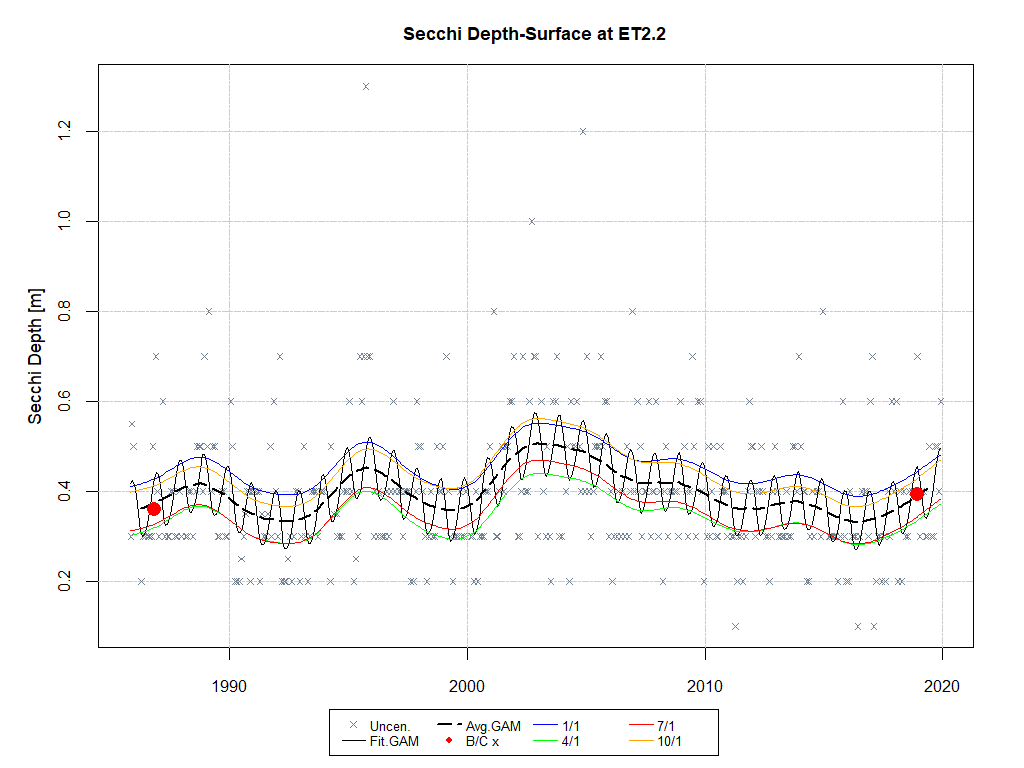 Secchi Depth-Surface at ET2.2
Secchi Depth [m]
1.2
1.0
0.8
0.6
0.4
0.2
1990 2000 2010 2020
Uncen. Avg.GAM 1/1 7/1
Fit.GAM B/C x 4/1 10/1